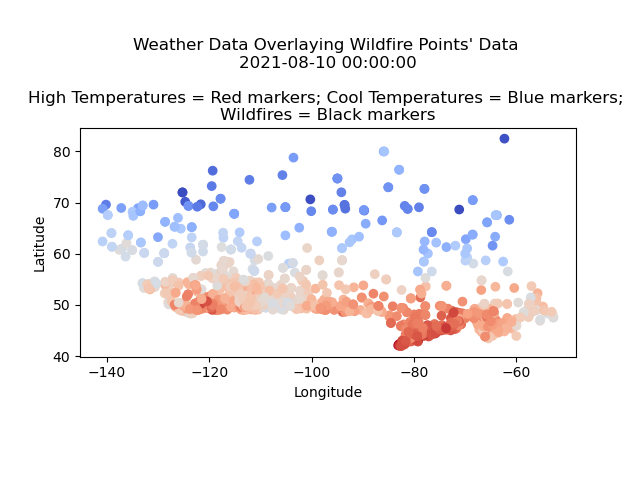 Weather Data Overlaying Wildfire Points' Data
2021-08-10 00:00:00
High Temperatures = Red markers; Cool Temperatures = Blue markers;
Wildfires = Black markers
80
70
60
50
40
Latitude
−140
−120
−100
−80
−60
Longitude